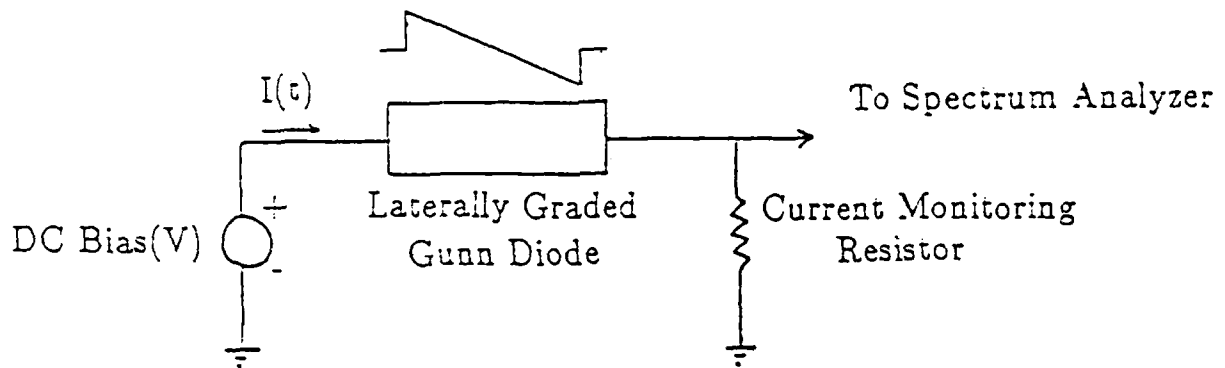 I(t)
To Spectrum Analyzer
+
DC Bias(V)
-
Laterally Graded
Gunn Diode
Current Monitoring
Resistor